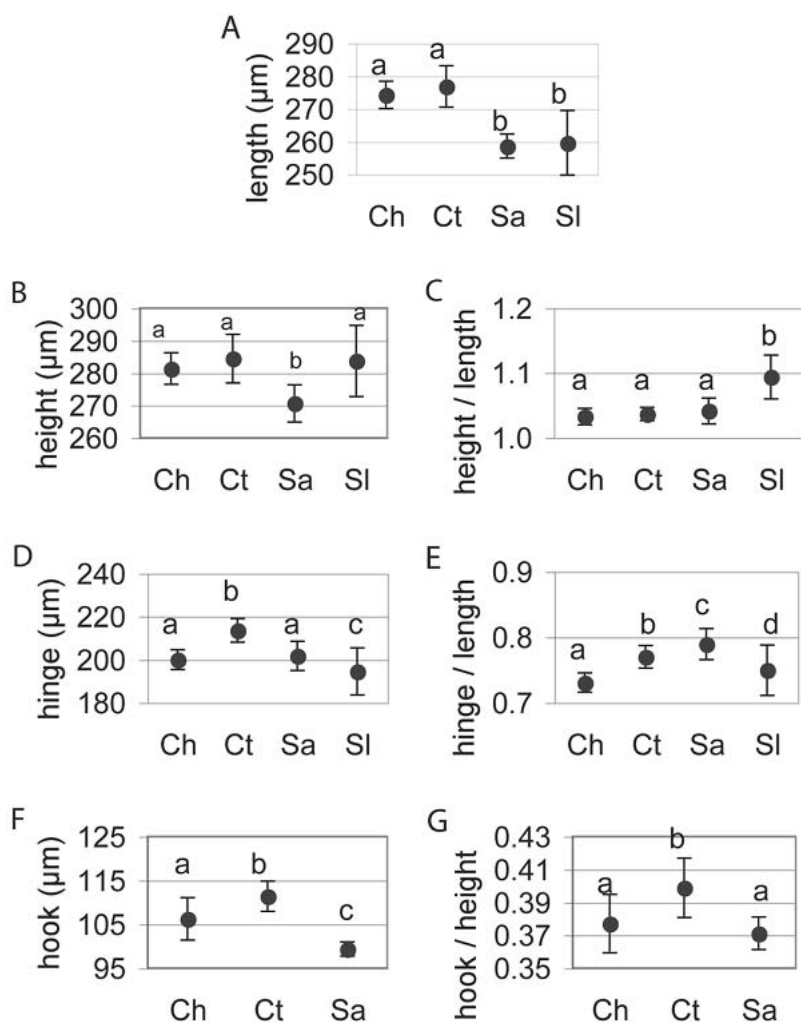 A
length (µm)
290
280
270
260
250
a
a
b
b
Ch Ct Sa Sl
B
height (µm)
300
290
280
270
260
a
a
b
a
Ch Ct Sa Sl
C
height / length
1.2
1.1
1.0
a
a
a
b
Ch Ct Sa Sl
D
hinge (µm)
240
220
200
180
a
b
a
c
Ch Ct Sa Sl
E
hinge / length
0.9
0.8
0.7
a
b
c
d
Ch Ct Sa Sl
F
hook (µm)
125
115
105
95
a
b
c
Ch Ct Sa
G
hook / height
0.43
0.41
0.39
0.37
0.35
a
b
a
Ch Ct Sa